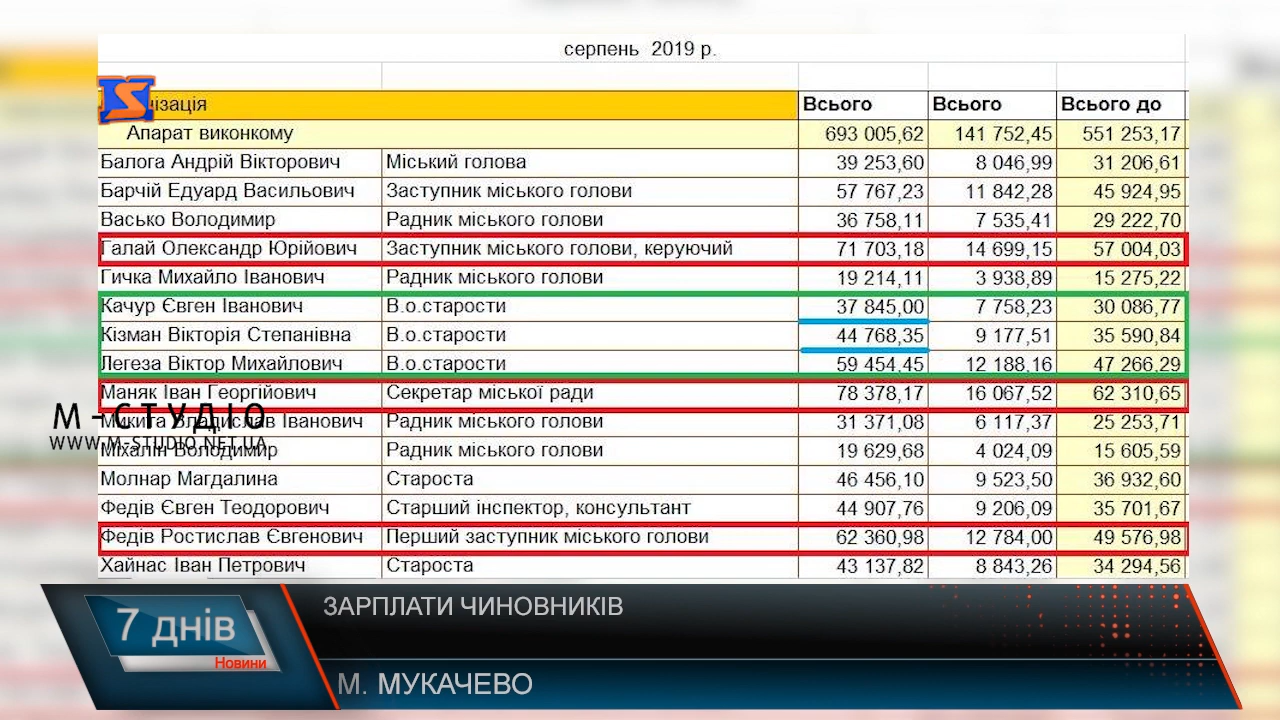 серпень 2019 р.
ізація Всього Всього Всього до
Апарат виконкому 693 005,62 141 752,45 551 253,17
Балога Андрій Вікторович Міський голова 39 253,60 8 046,99 31 206,61
Барчій Едуард Васильович Заступник міського голови 57 767,23 11 842,28 45 924,95
Васько Володимир Радник міського голови 36 758,11 7 535,41 29 222,70
Галай Олександр Юрійович Заступник міського голови, керуючий 71 703,18 14 699,15 57 004,03
Гичка Михайло Іванович Радник міського голови 19 214,11 3 938,89 15 275,22
Качур Євген Іванович В.о.старости 37 845,00 7 758,23 30 086,77
Кізман Вікторія Степанівна В.о.старости 44 768,35 9 177,51 35 590,84
Легеза Віктор Михайлович В.о.старости 59 454,45 12 188,16 47 266,29
Маняк Іван Георгійович Секретар міської ради 78 378,17 16 067,52 62 310,65
М-СТУДІО
Микита Владислав Іванович Радник міського голови 31 371,08 6 117,37 25 253,71
WWW.M-STUDIO.NET.UA
Міхалін Володимир Радник міського голови 19 629,68 4 024,09 15 605,59
Молнар Магдалина Староста 46 456,10 9 523,50 36 932,60
Федів Євген Теодорович Старший інспектор, консультант 44 907,76 9 206,09 35 701,67
Федів Ростислав Євгенович Перший заступник міського голови 62 360,98 12 784,00 49 576,98
Хайнас Іван Петрович Староста 43 137,82 8 843,26 34 294,56
ЗАРПЛАТИ ЧИНОВНИКІВ
7 днів
Новини
М. МУКАЧЕВО